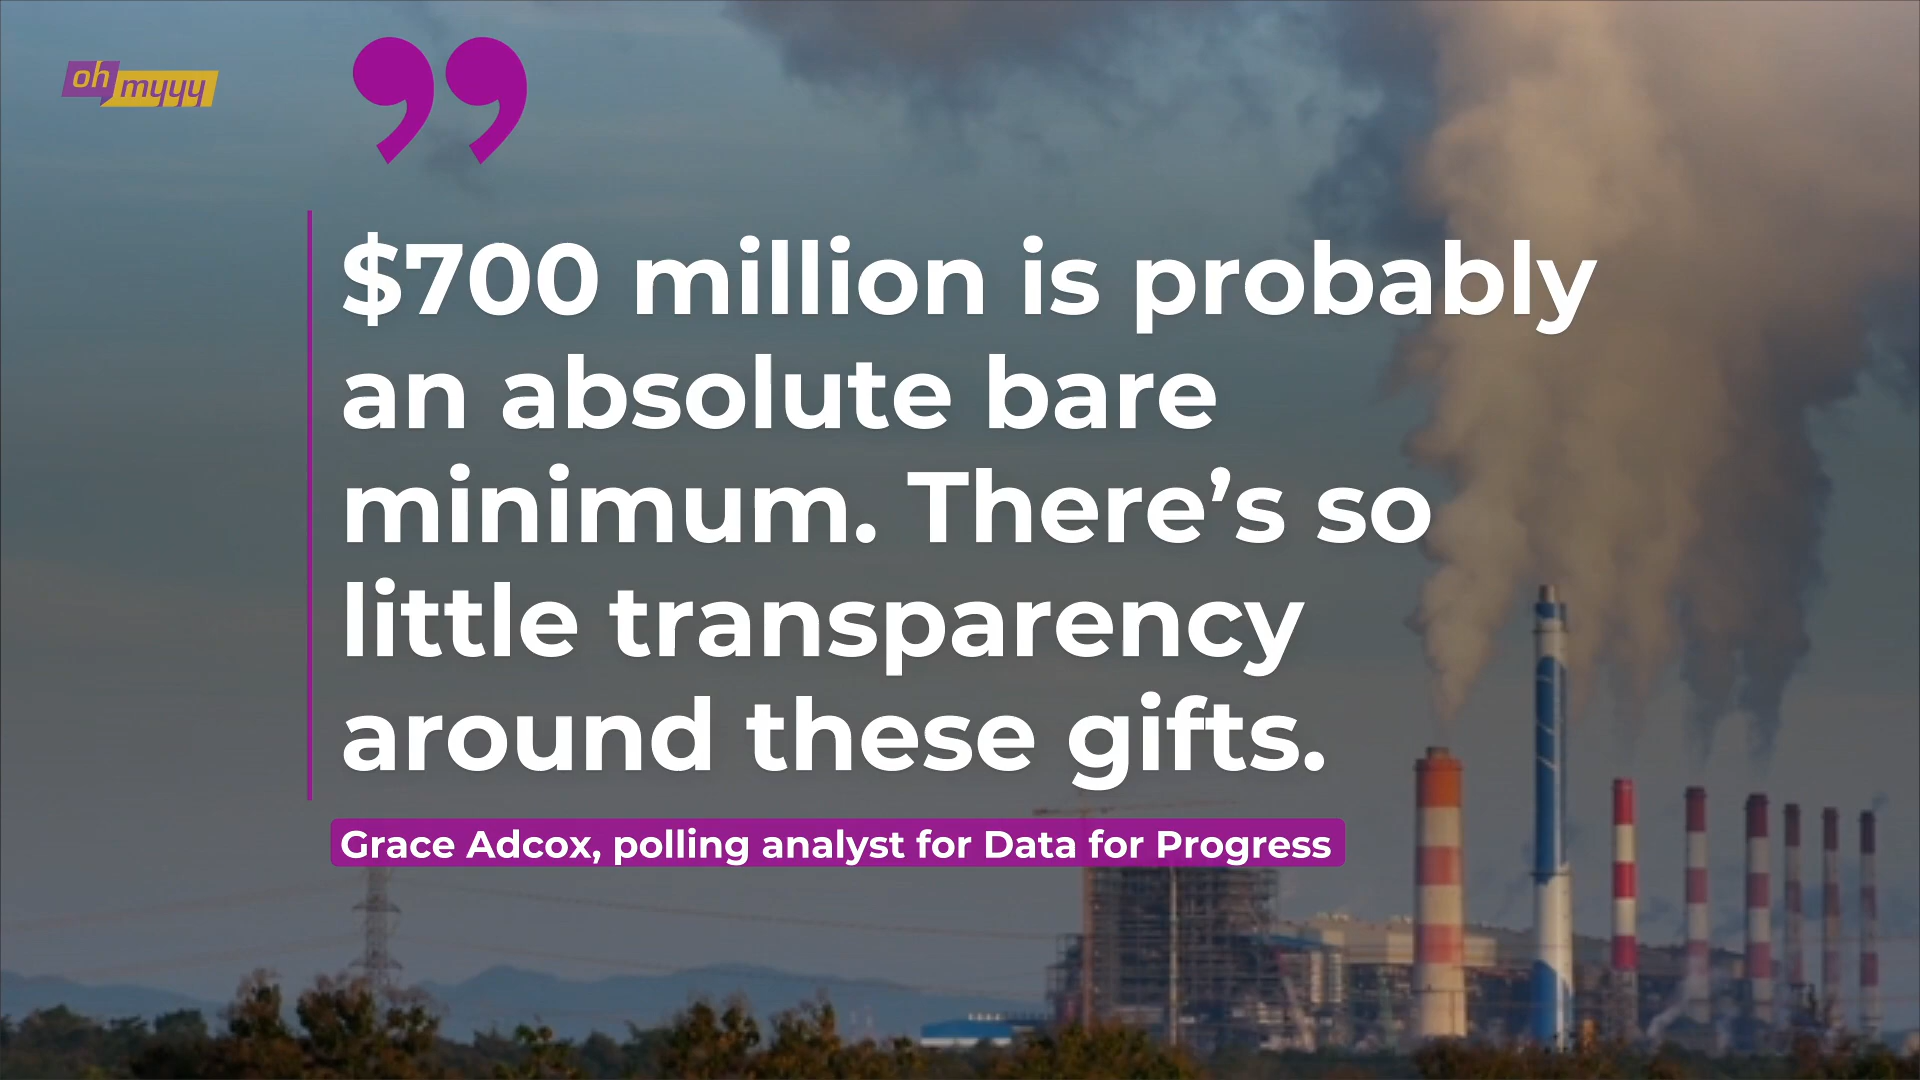 oh
myyy
”
$700 million is probably
an absolute bare
minimum. There’s so
little transparency
around these gifts.
Grace Adcox, polling analyst for Data for Progress